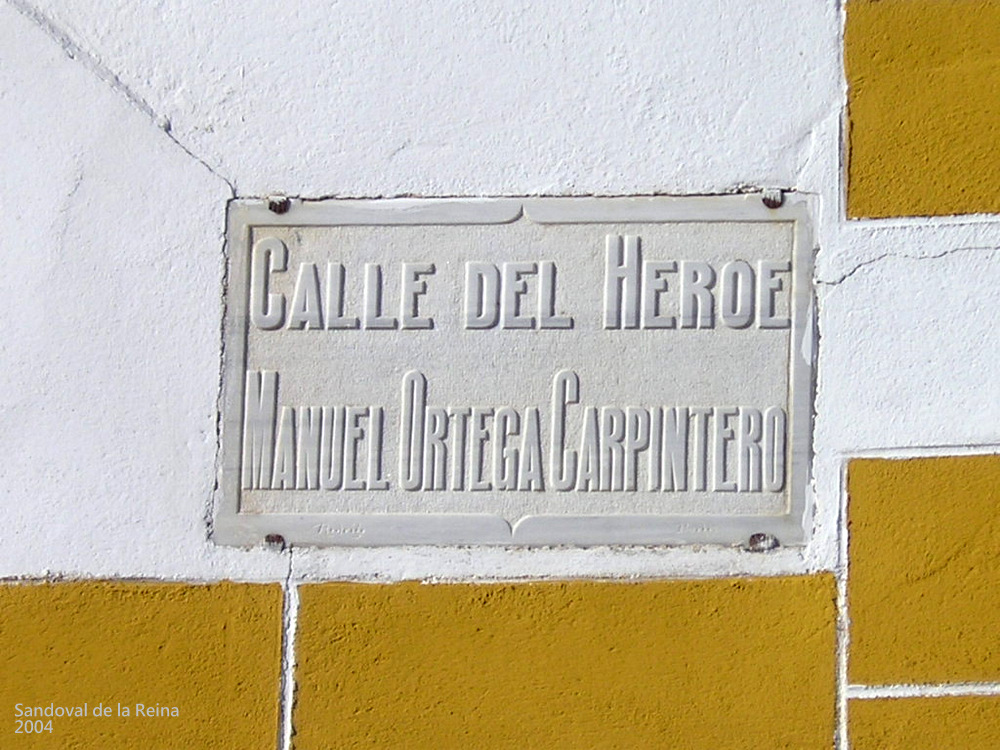 CALLE DEL HEROE
MANUEL ORTEGA CARPINTERO
Sandoval de la Reina
2004